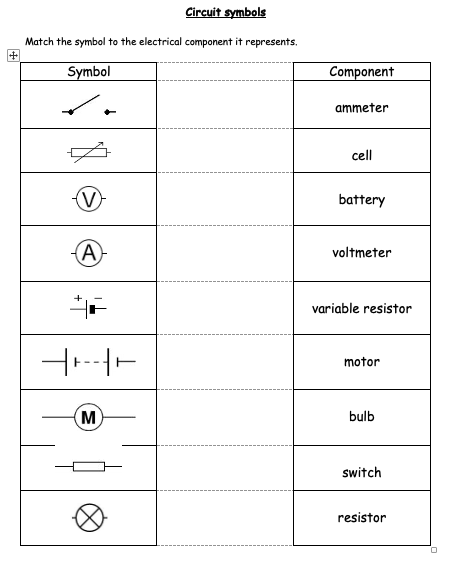 Circuit symbols
Match the symbol to the electrical component it represents.
Symbol Component
ammeter
cell
V battery
A voltmeter
+ − variable resistor
motor
M bulb
switch
resistor